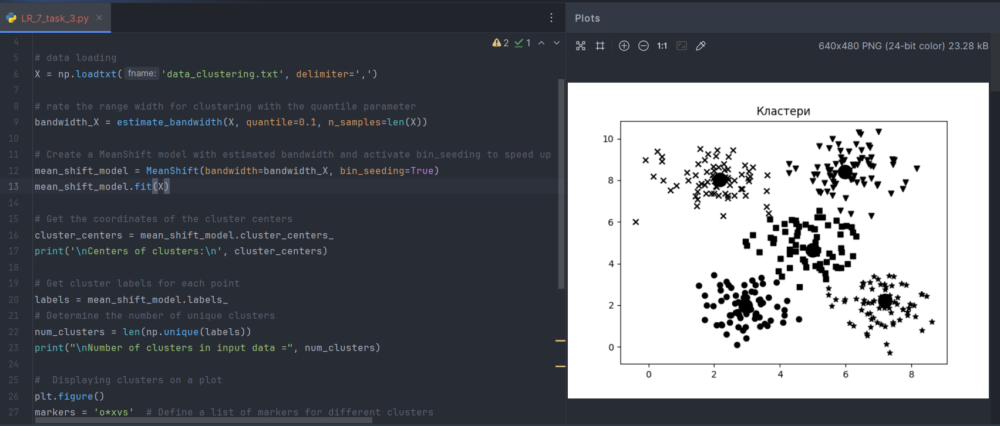 LR_7_task_3.py
Plots
2 1
1:1
640x480 PNG (24-bit color) 23.28 kB
4
5 # data loading
6 X = np.loadtxt( fname: 'data_clustering.txt', delimiter=',')
7
8 # rate the range width for clustering with the quantile parameter
9 bandwidth_X = estimate_bandwidth(X, quantile=0.1, n_samples=len(X))
10
11 # Create a MeanShift model with estimated bandwidth and activate bin_seeding to speed up
12 mean_shift_model = MeanShift(bandwidth=bandwidth_X, bin_seeding=True)
13 mean_shift_model.fit(X)
14
15 # Get the coordinates of the cluster centers
16 cluster_centers = mean_shift_model.cluster_centers_
17 print('\nCenters of clusters:\n', cluster_centers)
18
19 # Get cluster labels for each point
20 labels = mean_shift_model.labels_
21 # Determine the number of unique clusters
22 num_clusters = len(np.unique(labels))
23 print("\nNumber of clusters in input data =", num_clusters)
24
25 #  Displaying clusters on a plot
26 plt.figure()
27 markers = 'o*xvs'  # Define a list of markers for different clusters
Кластери
10
8
6
4
2
0
0 2 4 6 8